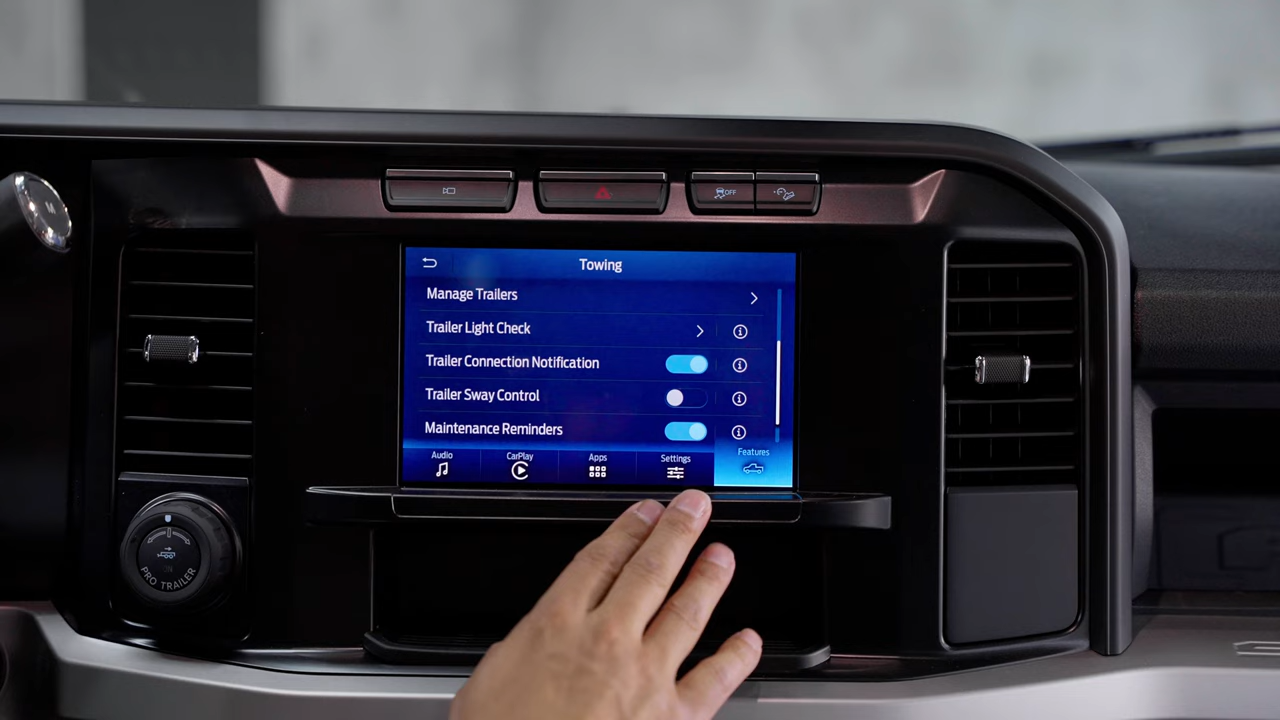 M
OFF
Towing
Manage Trailers
Trailer Light Check
Trailer Connection Notification
Trailer Sway Control
Maintenance Reminders
Audio
CarPlay
Apps
Settings
Features
PRO TRAILER